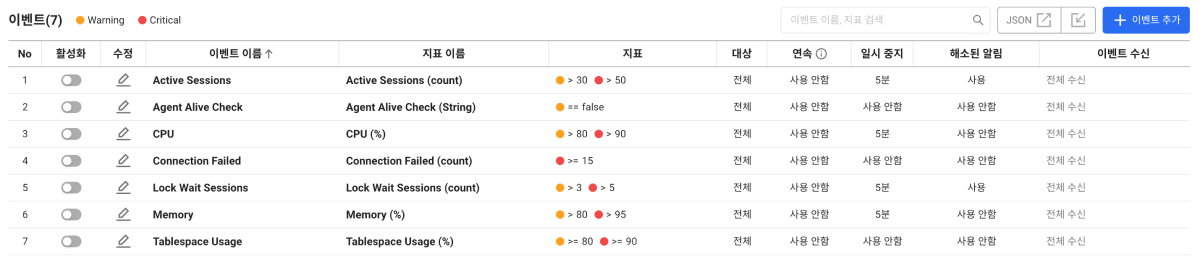 이벤트(7) Warning Critical 이벤트 이름, 지표 검색 JSON 이벤트 추가
No 활성화 수정 이벤트 이름↑ 지표 이름 지표 대상 연속 일시 중지 해소된 알림 이벤트 수신
1 Active Sessions Active Sessions (count) > 30 > 50 전체 사용 안함 5분 사용 전체 수신
2 Agent Alive Check Agent Alive Check (String) == false 전체 사용 안함 사용 안함 사용 안함 전체 수신
3 CPU CPU (%) > 80 > 90 전체 사용 안함 5분 사용 안함 전체 수신
4 Connection Failed Connection Failed (count) >= 15 전체 사용 안함 사용 안함 사용 안함 전체 수신
5 Lock Wait Sessions Lock Wait Sessions (count) > 3 > 5 전체 사용 안함 5분 사용 전체 수신
6 Memory Memory (%) > 80 > 95 전체 사용 안함 5분 사용 안함 전체 수신
7 Tablespace Usage Tablespace Usage (%) >= 80 >= 90 전체 사용 안함 사용 안함 사용 안함 전체 수신